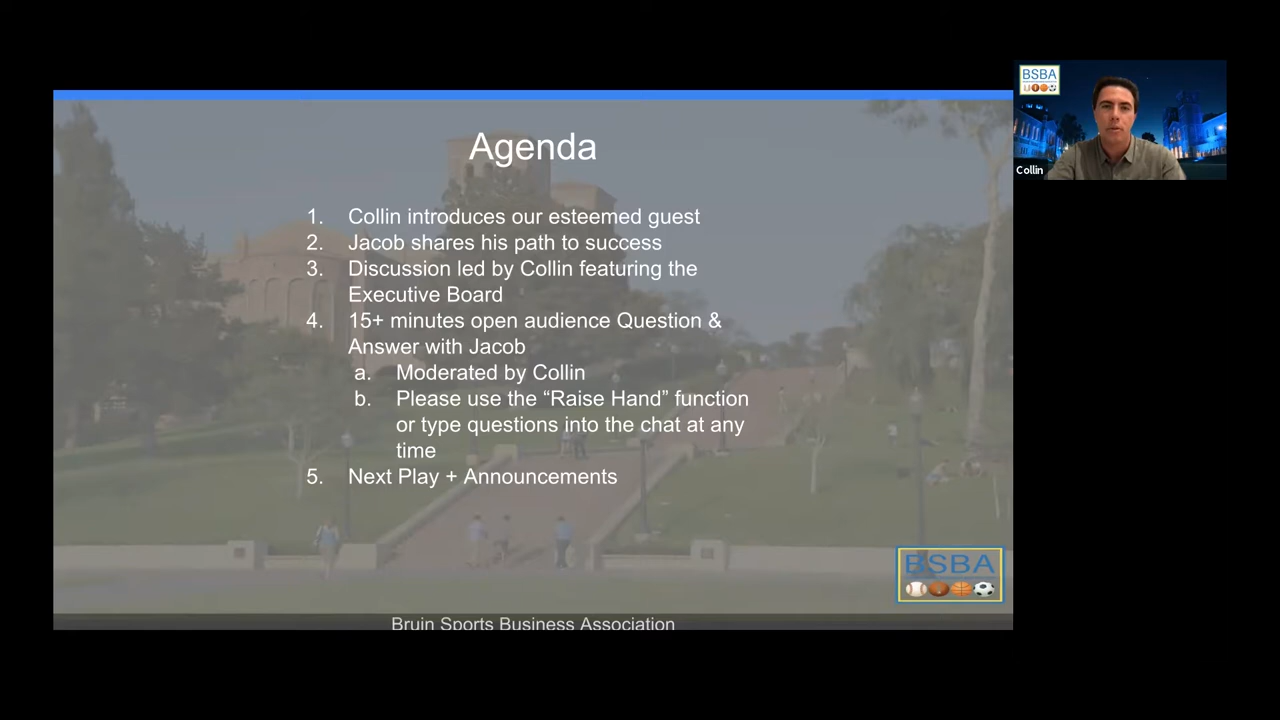 Agenda
1. Collin introduces our esteemed guest
2. Jacob shares his path to success
3. Discussion led by Collin featuring the
Executive Board
4. 15+ minutes open audience Question &
Answer with Jacob
a. Moderated by Collin
b. Please use the “Raise Hand” function
or type questions into the chat at any
time
5. Next Play + Announcements
BSBA
Bruin Sports Business Association
BSBA
Collin